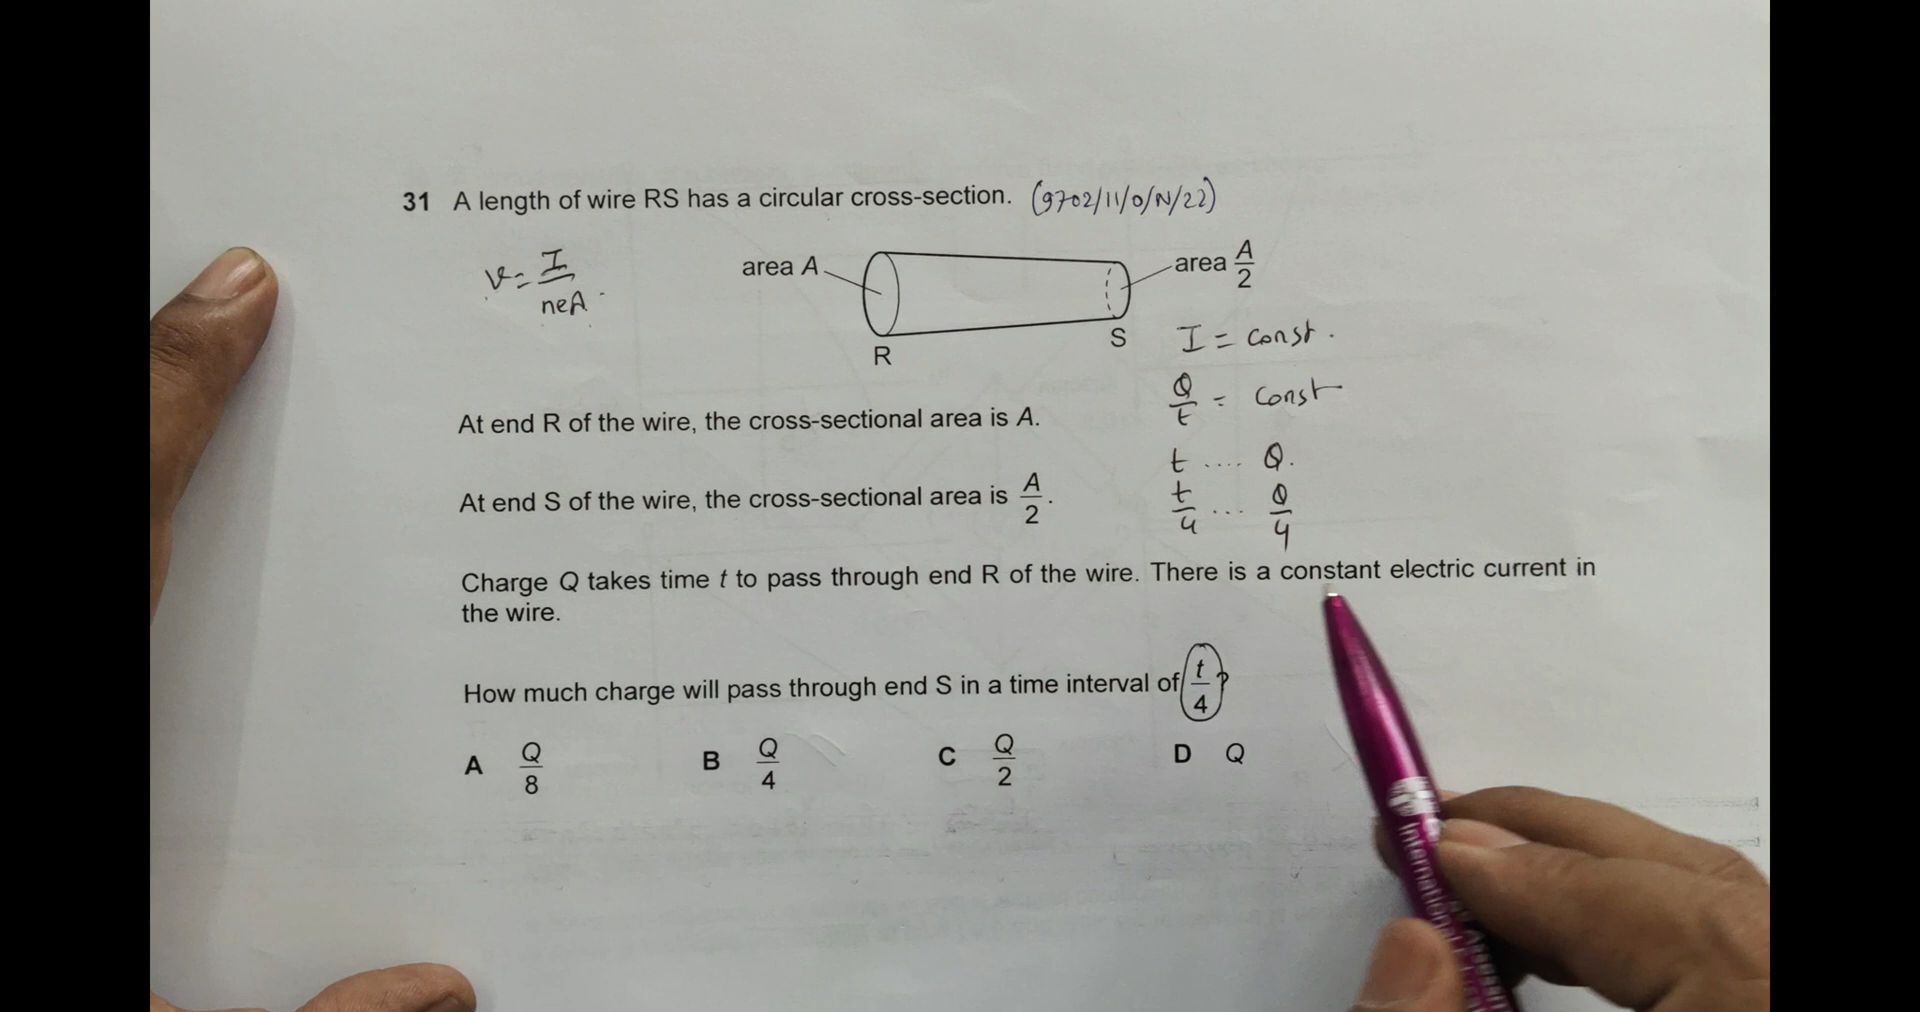 31 A length of wire RS has a circular cross-section. (9702/11/O/N/22)
v = I/neA
area A
area A/2
R
S
I = const.
Q/t = const
t .... Q.
t/4 ... Q/4
At end R of the wire, the cross-sectional area is A.
At end S of the wire, the cross-sectional area is A/2.
Charge Q takes time t to pass through end R of the wire. There is a constant electric current in
the wire.
How much charge will pass through end S in a time interval of t/4?
A Q/8 B Q/4 C Q/2 D Q
International